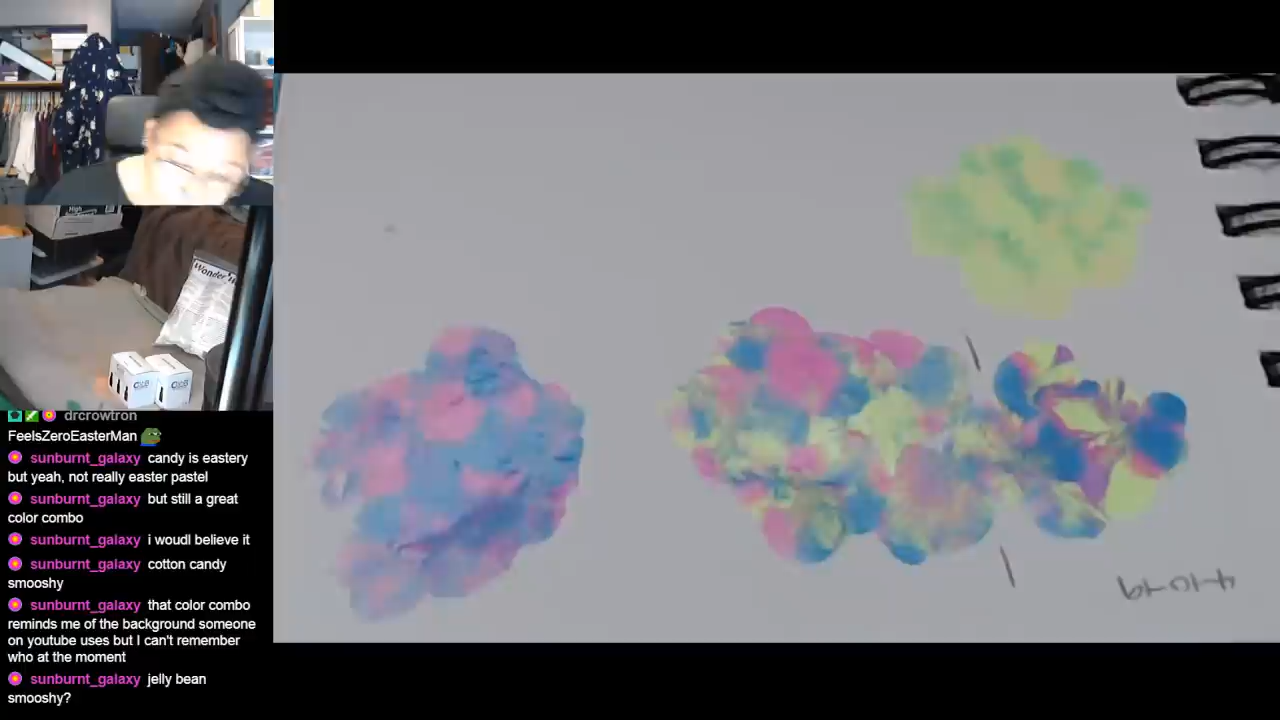 Wonder
drcrowtron
FeelsZeroEasterMan
sunburnt_galaxy candy is eastery
but yeah, not really easter pastel
sunburnt_galaxy but still a great
color combo
sunburnt_galaxy i woudl believe it
sunburnt_galaxy cotton candy
smooshy
sunburnt_galaxy that color combo
reminds me of the background someone
on youtube uses but I can't remember
who at the moment
sunburnt_galaxy jelly bean
smooshy?